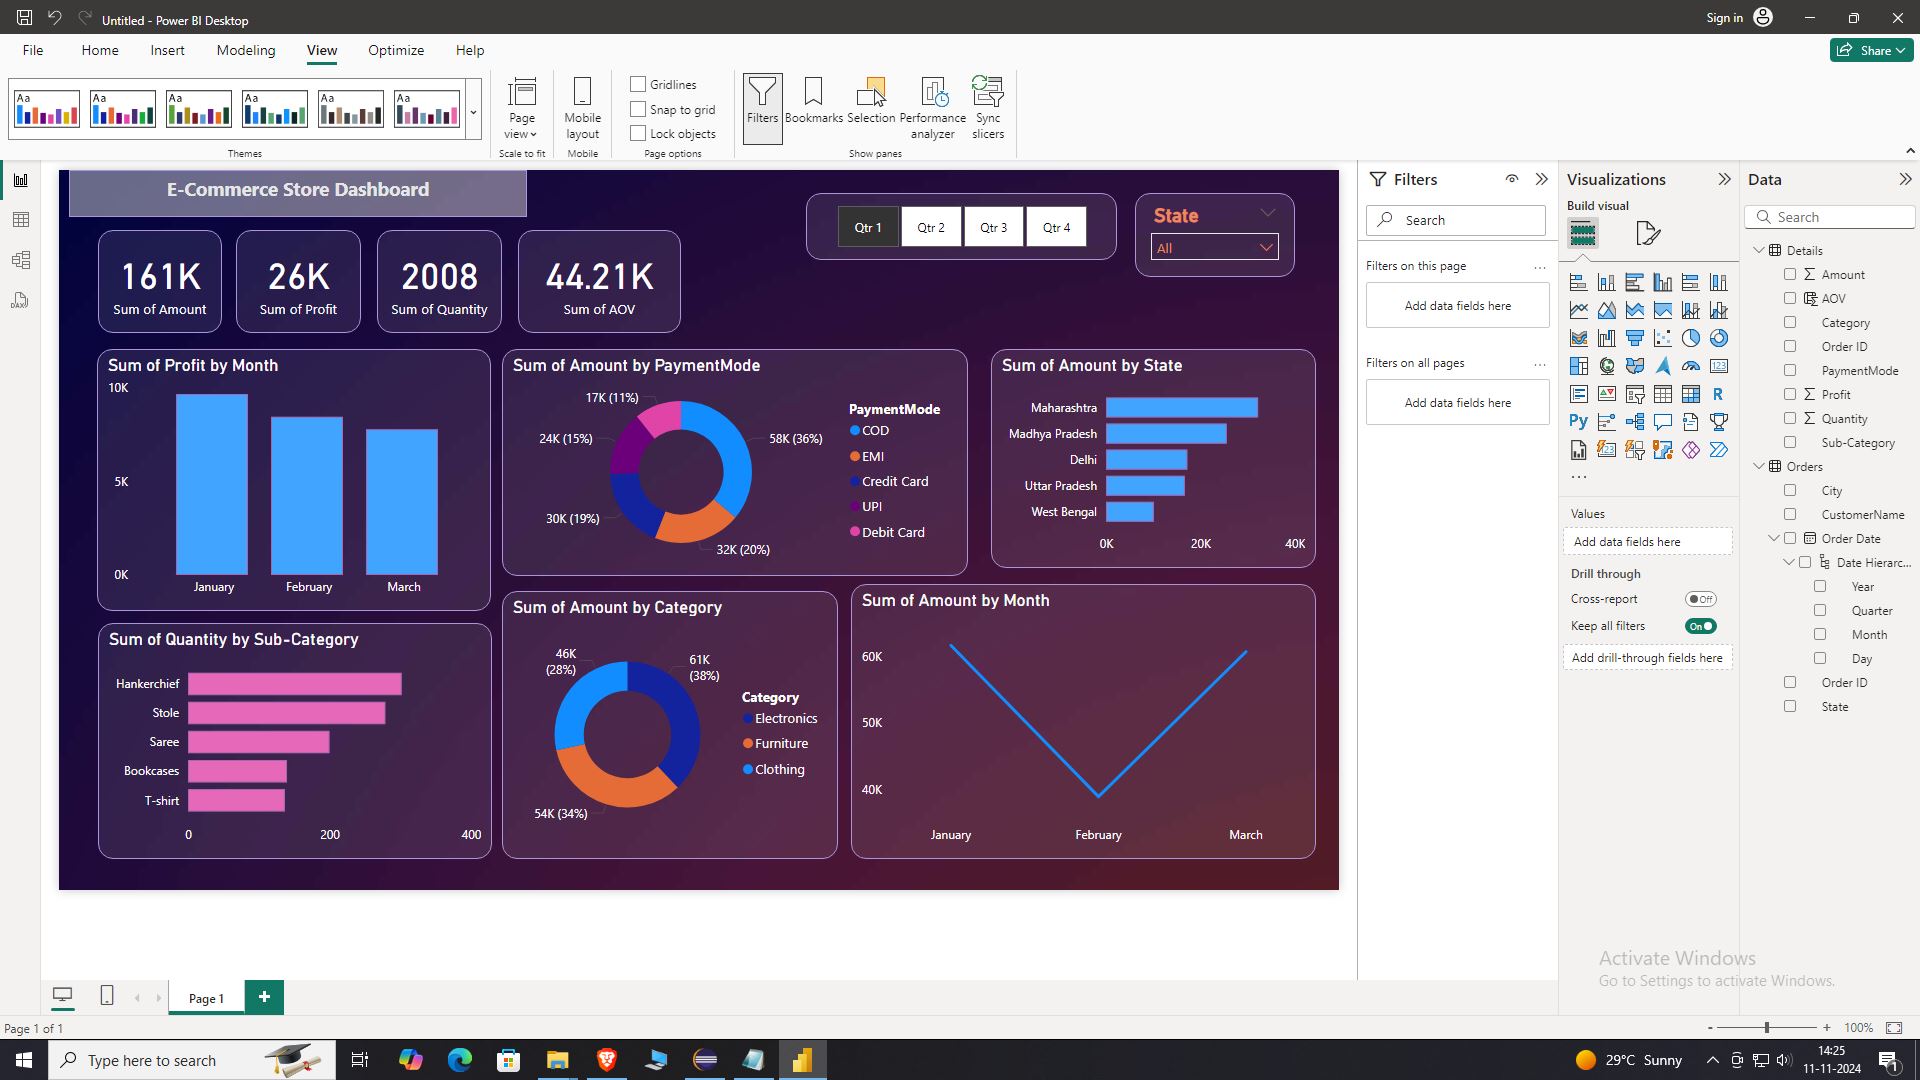 Untitled - Power BI Desktop
Sign in
File
Home
Insert
Modeling
View
Optimize
Help
Share
Aa
Aa
Aa
Aa
Aa
Aa
Themes
Page view
Scale to fit
Mobile layout
Mobile
Gridlines
Snap to grid
Lock objects
Page options
Filters
Bookmarks
Selection
Performance analyzer
Sync slicers
Show panes
E-Commerce Store Dashboard
Qtr 1
Qtr 2
Qtr 3
Qtr 4
State
All
161K
Sum of Amount
26K
Sum of Profit
2008
Sum of Quantity
44.21K
Sum of AOV
Sum of Profit by Month
10K
5K
0K
January
February
March
Sum of Amount by PaymentMode
17K (11%)
24K (15%)
58K (36%)
30K (19%)
32K (20%)
PaymentMode
COD
EMI
Credit Card
UPI
Debit Card
Sum of Amount by State
Maharashtra
Madhya Pradesh
Delhi
Uttar Pradesh
West Bengal
0K
20K
40K
Sum of Quantity by Sub-Category
Hankerchief
Stole
Saree
Bookcases
T-shirt
0
200
400
Sum of Amount by Category
46K
(28%)
61K
(38%)
54K (34%)
Category
Electronics
Furniture
Clothing
Sum of Amount by Month
60K
50K
40K
January
February
March
Filters
Search
Filters on this page
...
Add data fields here
Filters on all pages
...
Add data fields here
Visualizations
Build visual
123
R
Py
123
...
Values
Add data fields here
Drill through
Cross-report
Off
Keep all filters
On
Add drill-through fields here
Data
Search
Details
Amount
AOV
Category
Order ID
PaymentMode
Profit
Quantity
Sub-Category
Orders
City
CustomerName
Order Date
Date Hierarc...
Year
Quarter
Month
Day
Order ID
State
DAX
Activate Windows
Go to Settings to activate Windows.
Page 1
+
Page 1 of 1
- + 100%
Type here to search
29°C Sunny
14:25
11-11-2024
1